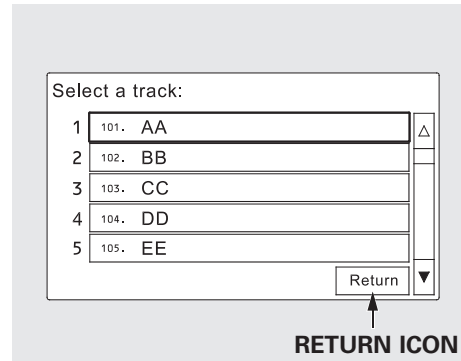 Select a track:
1 101. AA
2 102. BB
3 103. CC
4 104. DD
5 105. EE
Return
RETURN ICON